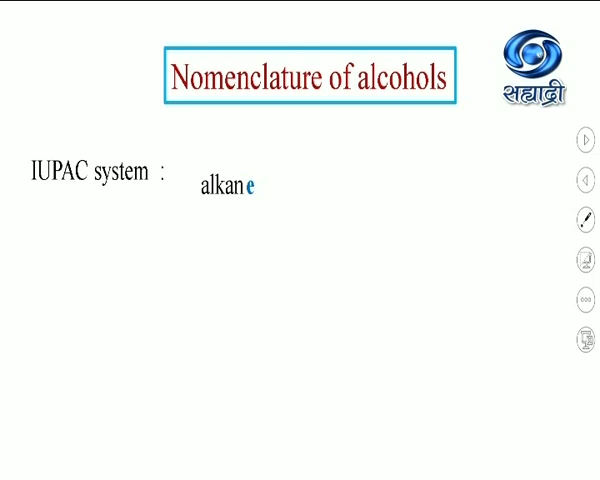 Nomenclature of alcohols
सह्याद्री
IUPAC system :
alkane